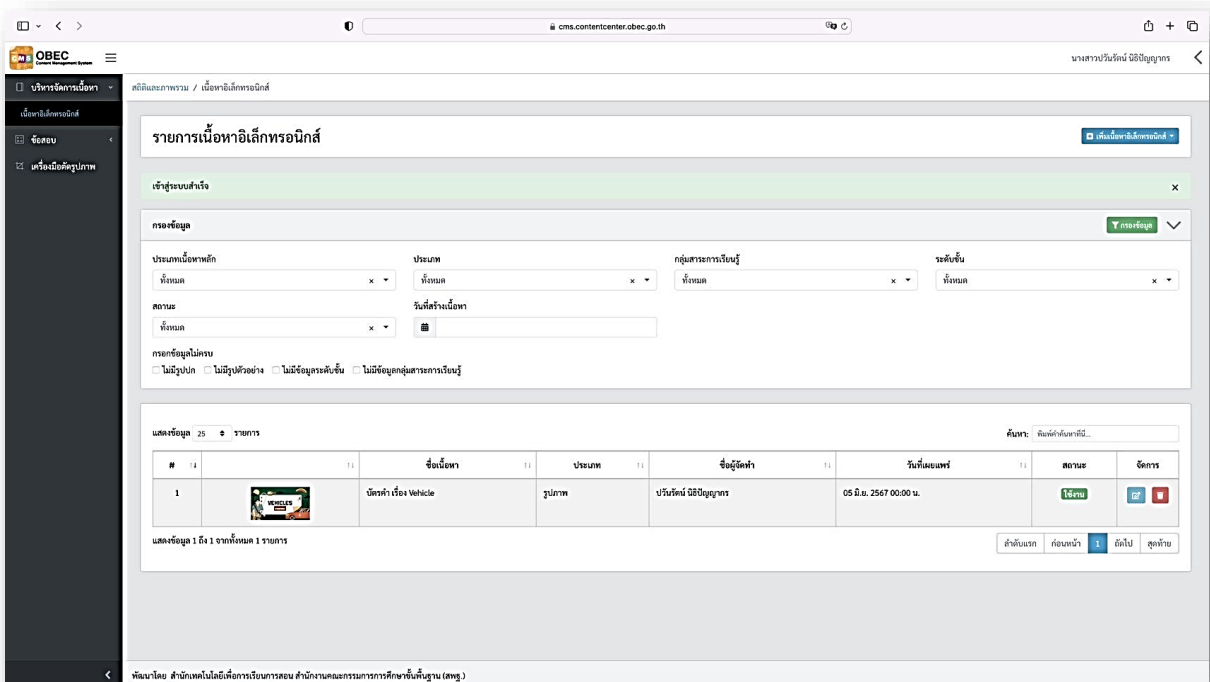 cms.contentcenter.obec.go.th
CMS OBEC
Content Management System
นางสาวปวันรัตน์ นิธิปัญญากร
บริหารจัดการเนื้อหา
สถิติและภาพรวม / เนื้อหาอิเล็กทรอนิกส์
เนื้อหาอิเล็กทรอนิกส์
ข้อสอบ
เครื่องมือตัดรูปภาพ
รายการเนื้อหาอิเล็กทรอนิกส์
เพิ่มเนื้อหาอิเล็กทรอนิกส์
เข้าสู่ระบบสำเร็จ ×
กรองข้อมูล กรองข้อมูล
ประเภทเนื้อหาหลัก ประเภท กลุ่มสาระการเรียนรู้ ระดับชั้น
ทั้งหมด × ทั้งหมด × ทั้งหมด × ทั้งหมด ×
สถานะ วันที่สร้างเนื้อหา
ทั้งหมด ×
กรอกข้อมูลไม่ครบ
ไม่มีรูปปก ไม่มีรูปตัวอย่าง ไม่มีข้อมูลระดับชั้น ไม่มีข้อมูลกลุ่มสาระการเรียนรู้
แสดงข้อมูล 25 รายการ ค้นหา: พิมพ์คำค้นหาที่นี่...
# ชื่อเนื้อหา ประเภท ชื่อผู้จัดทำ วันที่เผยแพร่ สถานะ จัดการ
1 VEHICLES บัตรคำ เรื่อง Vehicle รูปภาพ ปวันรัตน์ นิธิปัญญากร 05 มิ.ย. 2567 00:00 น. ใช้งาน
แสดงข้อมูล 1 ถึง 1 จากทั้งหมด 1 รายการ ลำดับแรก ก่อนหน้า 1 ถัดไป สุดท้าย
พัฒนาโดย สำนักเทคโนโลยีเพื่อการเรียนการสอน สำนักงานคณะกรรมการการศึกษาขั้นพื้นฐาน (สพฐ.)